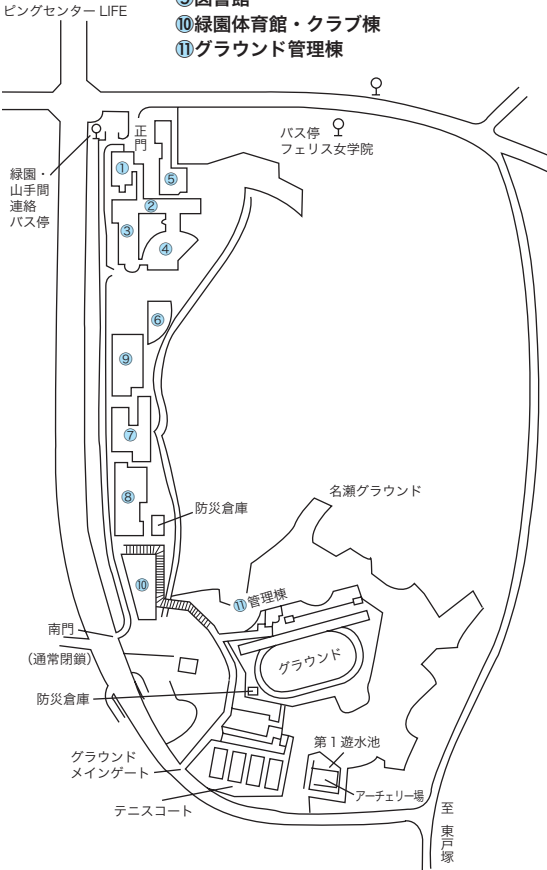 ピングセンター LIFE
⑨図書館
⑩緑園体育館・クラブ棟
⑪グラウンド管理棟
正門
バス停
フェリス女学院
緑園・
山手間
連絡
バス停
①
⑤
②
③
④
⑥
⑨
⑦
⑧
防災倉庫
名瀬グラウンド
⑩
⑪管理棟
南門
(通常閉鎖)
グラウンド
防災倉庫
グラウンド
メインゲート
第1遊水池
アーチェリー場
テニスコート
至 東戸塚